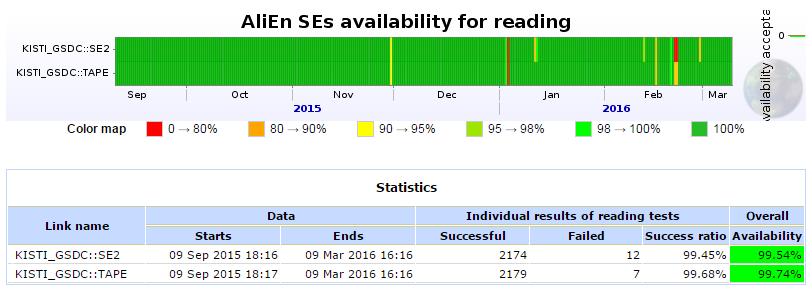 AliEn SEs availability for reading
KISTI_GSDC::SE2
KISTI_GSDC::TAPE
Sep Oct Nov Dec Jan Feb Mar
2015 2016
Color map 0 → 80% 80 → 90% 90 → 95% 95 → 98% 98 → 100% 100%
availability accepta
0
Statistics
Link name Data Individual results of reading tests Overall
Starts Ends Successful Failed Success ratio Availability
KISTI_GSDC::SE2 09 Sep 2015 18:16 09 Mar 2016 16:16 2174 12 99.45% 99.54%
KISTI_GSDC::TAPE 09 Sep 2015 18:17 09 Mar 2016 16:16 2179 7 99.68% 99.74%